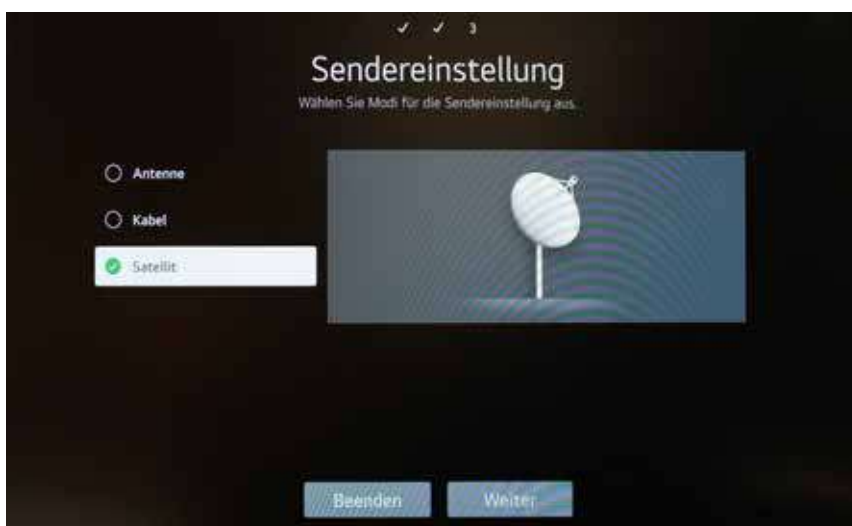 3
Sendereinstellung
Wählen Sie Modi für die Sendereinstellung aus.
Antenne
Kabel
Satellit
Beenden
Weiter